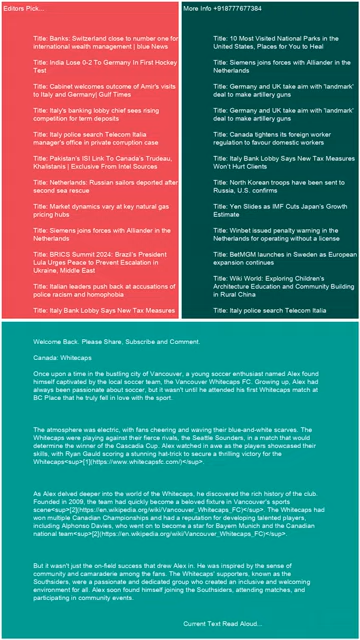 Editors Pick...
Title: Banks: Switzerland close to number one for
international wealth management | blue News
Title: India Lose 0-2 To Germany In First Hockey
Test
Title: Cabinet welcomes outcome of Amir's visits
to Italy and Germany| Gulf Times
Title: Italy's banking lobby chief sees rising
competition for term deposits
Title: Italy police search Telecom Italia
manager's office in private corruption case
Title: Pakistan's ISI Link To Canada's Trudeau,
Khalistanis | Exclusive From Intel Sources
Title: Netherlands: Russian sailors deported after
second sea rescue
Title: Market dynamics vary at key natural gas
pricing hubs
Title: Siemens joins forces with Alliander in the
Netherlands
Title: BRICS Summit 2024: Brazil's President
Lula Urges Peace to Prevent Escalation in
Ukraine, Middle East
Title: Italian leaders push back at accusations of
police racism and homophobia
Title: Italy Bank Lobby Says New Tax Measures
More Info +918777677384
Title: 10 Most Visited National Parks in the
United States, Places for You to Heal
Title: Siemens joins forces with Alliander in the
Netherlands
Title: Germany and UK take aim with 'landmark'
deal to make artillery guns
Title: Germany and UK take aim with 'landmark'
deal to make artillery guns
Title: Canada tightens its foreign worker
regulation to favour domestic workers
Title: Italy Bank Lobby Says New Tax Measures
Won't Hurt Clients
Title: North Korean troops have been sent to
Russia, U.S. confirms
Title: Yen Slides as IMF Cuts Japan's Growth
Estimate
Title: Winbet issued penalty warning in the
Netherlands for operating without a license
Title: BetMGM launches in Sweden as European
expansion continues
Title: Wiki World: Exploring Children's
Architecture Education and Community Building
in Rural China
Title: Italy police search Telecom Italia
Welcome Back. Please Share, Subscribe and Comment.
Canada: Whitecaps
Once upon a time in the bustling city of Vancouver, a young soccer enthusiast named Alex found
himself captivated by the local soccer team, the Vancouver Whitecaps FC. Growing up, Alex had
always been passionate about soccer, but it wasn't until he attended his first Whitecaps match at
BC Place that he truly fell in love with the sport.
The atmosphere was electric, with fans cheering and waving their blue-and-white scarves. The
Whitecaps were playing against their fierce rivals, the Seattle Sounders, in a match that would
determine the winner of the Cascadia Cup. Alex watched in awe as the players showcased their
skills, with Ryan Gauld scoring a stunning hat-trick to secure a thrilling victory for the
Whitecaps<sup>[1](https://www.whitecapsfc.com/)</sup>.
As Alex delved deeper into the world of the Whitecaps, he discovered the rich history of the club.
Founded in 2009, the team had quickly become a beloved fixture in Vancouver's sports
scene<sup>[2](https://en.wikipedia.org/wiki/Vancouver_Whitecaps_FC)</sup>. The Whitecaps had
won multiple Canadian Championships and had a reputation for developing talented players,
including Alphonso Davies, who went on to become a star for Bayern Munich and the Canadian
national team<sup>[2](https://en.wikipedia.org/wiki/Vancouver_Whitecaps_FC)</sup>.
But it wasn't just the on-field success that drew Alex in. He was inspired by the sense of
community and camaraderie among the fans. The Whitecaps' supporters, known as the
Southsiders, were a passionate and dedicated group who created an inclusive and welcoming
environment for all. Alex soon found himself joining the Southsiders, attending matches, and
participating in community events.
Current Text Read Aloud...